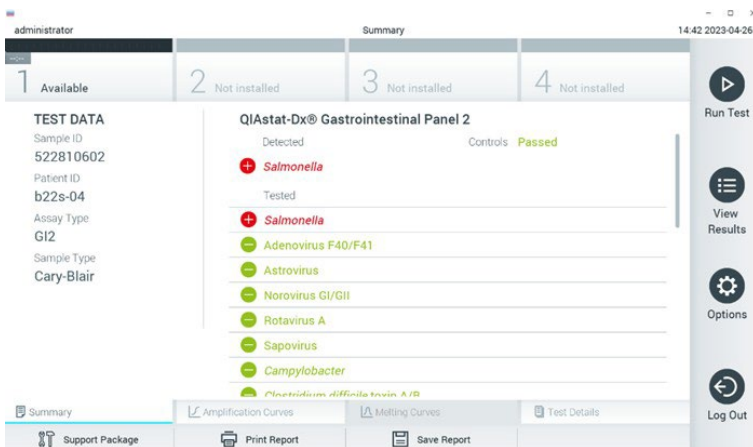 administrator Summary 14:42 2023-04-26
1 Available 2 Not installed 3 Not installed 4 Not installed
Run Test
View Results
Options
Log Out
TEST DATA
Sample ID
522810602
Patient ID
b22s-04
Assay Type
GI2
Sample Type
Cary-Blair
QIAstat-Dx® Gastrointestinal Panel 2
Detected Controls Passed
Salmonella
Tested
Salmonella
Adenovirus F40/F41
Astrovirus
Norovirus GI/GII
Rotavirus A
Sapovirus
Campylobacter
Clostridium difficile toxin A/B
Summary Amplification Curves Melting Curves Test Details
Support Package Print Report Save Report